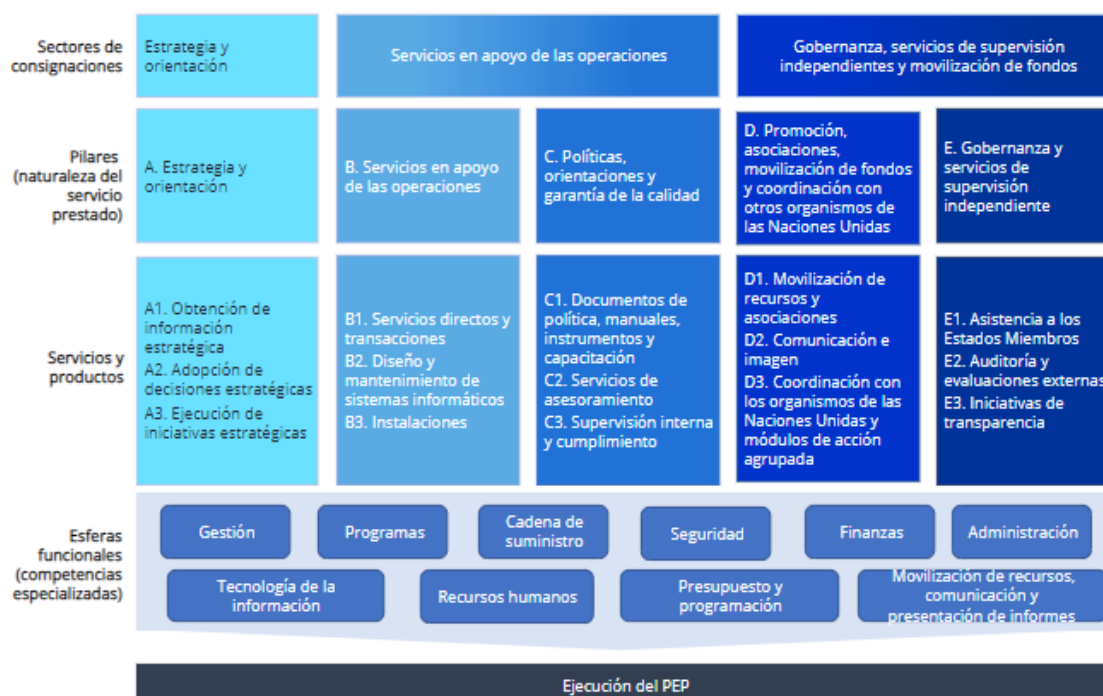 Sectores de
consignaciones
Estrategia y
orientación
Servicios en apoyo de las operaciones
Gobernanza, servicios de supervisión
independientes y movilización de fondos
Pilares
(naturaleza del
servicio
prestado)
A. Estrategia y
orientación
B. Servicios en apoyo
de las operaciones
C. Políticas,
orientaciones y
garantía de la calidad
D. Promoción,
asociaciones,
movilización de fondos
y coordinación con
otros organismos de
las Naciones Unidas
E. Gobernanza y
servicios de
supervisión
independiente
Servicios y
productos
A1. Obtención de
información
estratégica
A2. Adopción de
decisiones estratégicas
A3. Ejecución de
iniciativas estratégicas
B1. Servicios directos y
transacciones
B2. Diseño y
mantenimiento de
sistemas informáticos
B3. Instalaciones
C1. Documentos de
política, manuales,
instrumentos y
capacitación
C2. Servicios de
asesoramiento
C3. Supervisión interna
y cumplimiento
D1. Movilización de
recursos y
asociaciones
D2. Comunicación e
imagen
D3. Coordinación con
los organismos de las
Naciones Unidas y
módulos de acción
agrupada
E1. Asistencia a los
Estados Miembros
E2. Auditoría y
evaluaciones externas
E3. Iniciativas de
transparencia
Esferas
funcionales
(competencias
especializadas)
Gestión
Programas
Cadena de
suministro
Seguridad
Finanzas
Administración
Tecnología de la
información
Recursos humanos
Presupuesto y
programación
Movilización de recursos,
comunicación y
presentación de informes
Ejecución del PEP